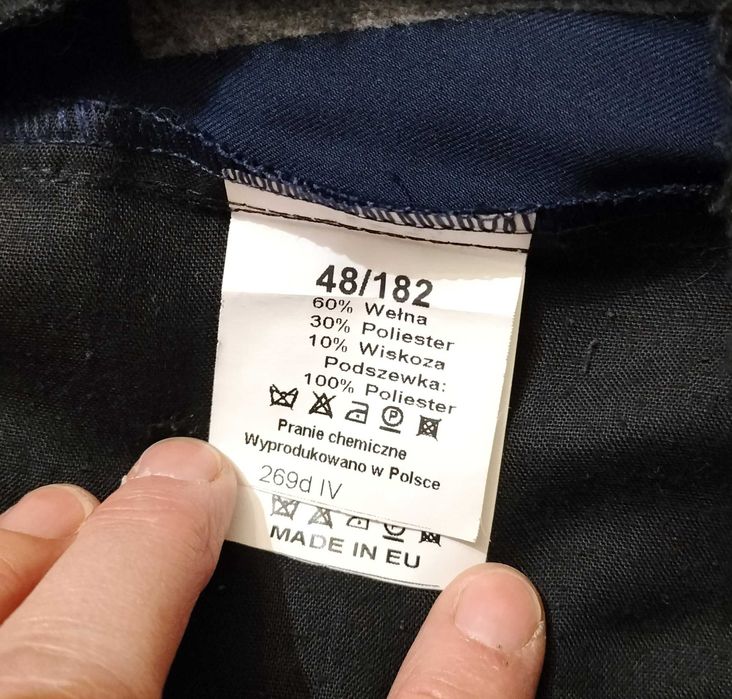 48/182
60% Wełna
30% Poliester
10% Wiskoza
Podszewka:
100% Poliester
Pranie chemiczne
Wyprodukowano w Polsce
269d IV
MADE IN EU